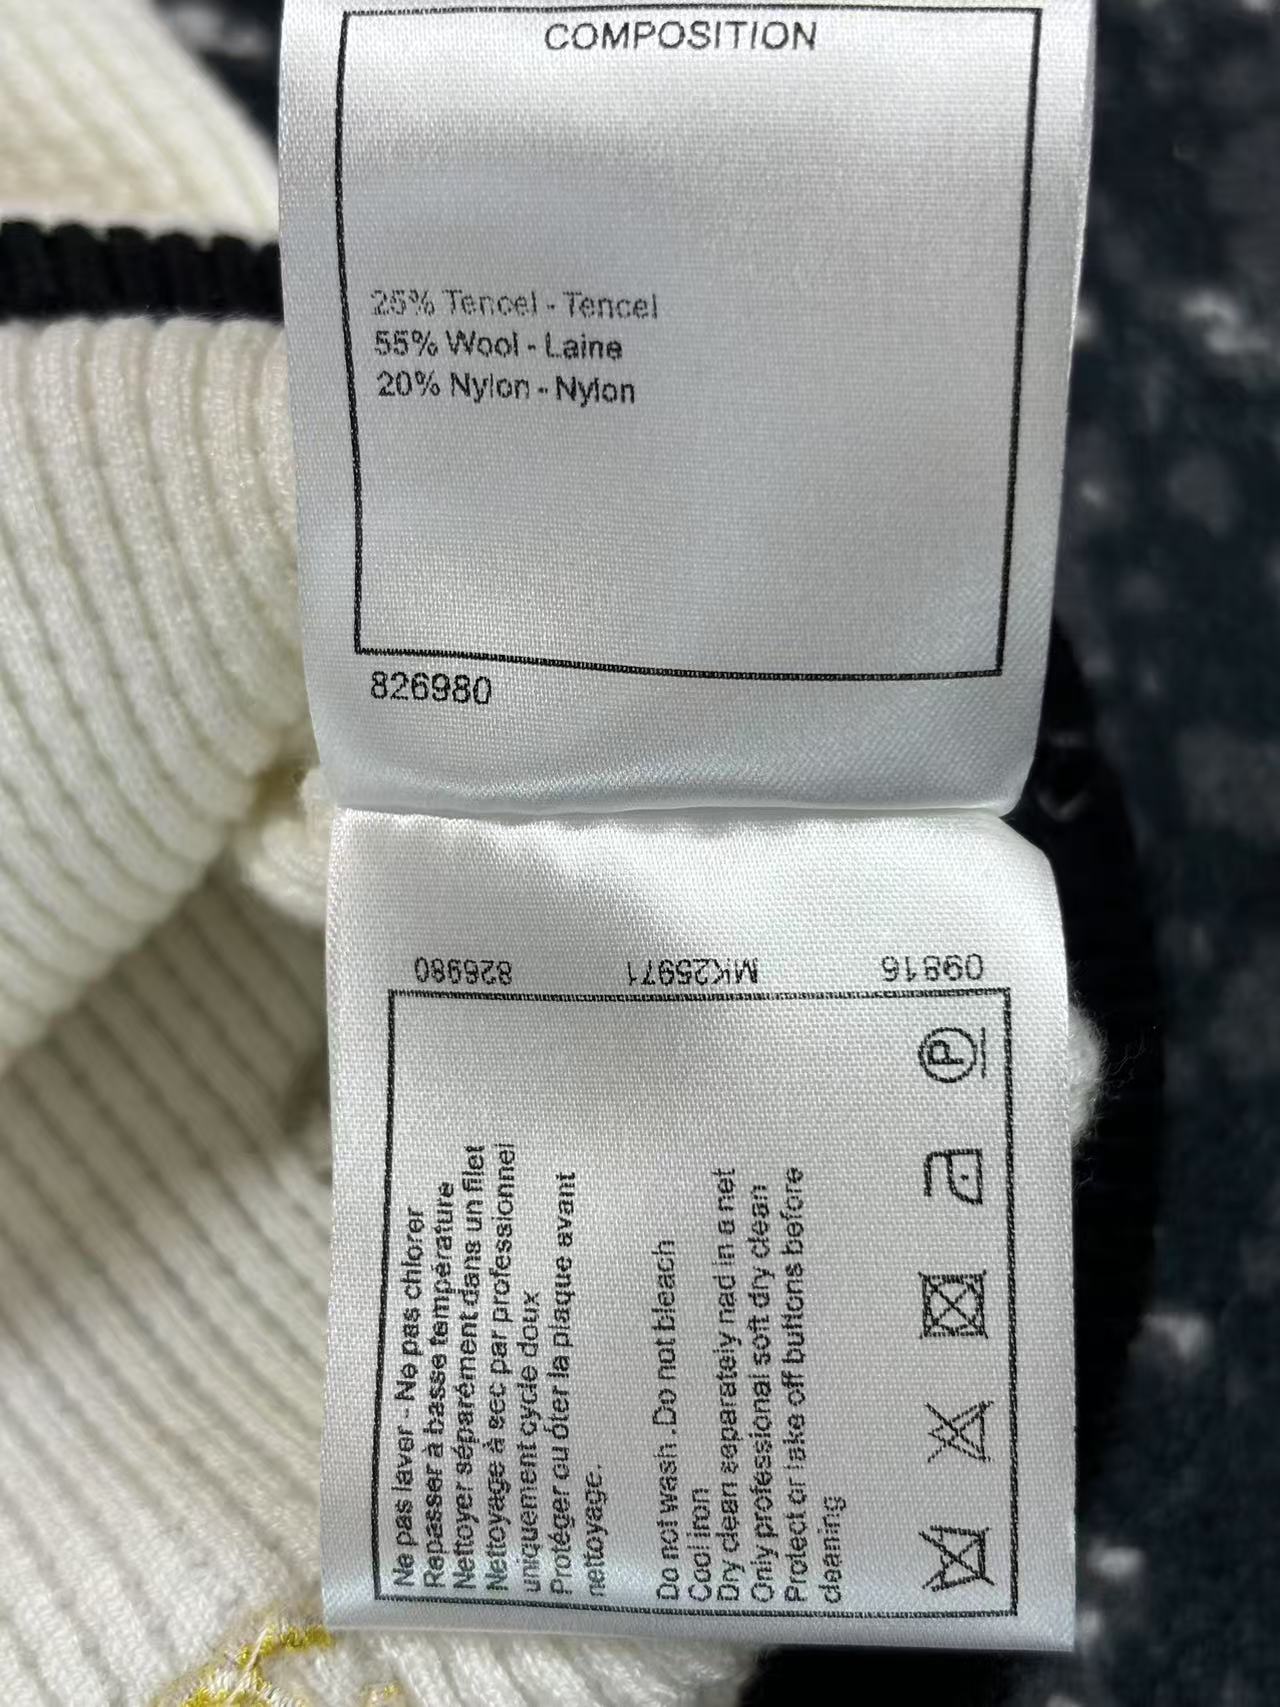 COMPOSITION
25% Tencel - Tencel
55% Wool - Laine
20% Nylon - Nylon
826980
826980 MK25971 09816
Ne pas laver - Ne pas chlorer
Repasser à basse température
Nettoyer séparément dans un filet
Nettoyage à sec par professionnel
uniquement cycle doux
Protéger ou ôter la plaque avant
nettoyage.
Do not wash. Do not bleach
Cool iron
Dry clean separately nad in a net
Only professional soft dry clean
Protect or take off buttons before
cleaning
P